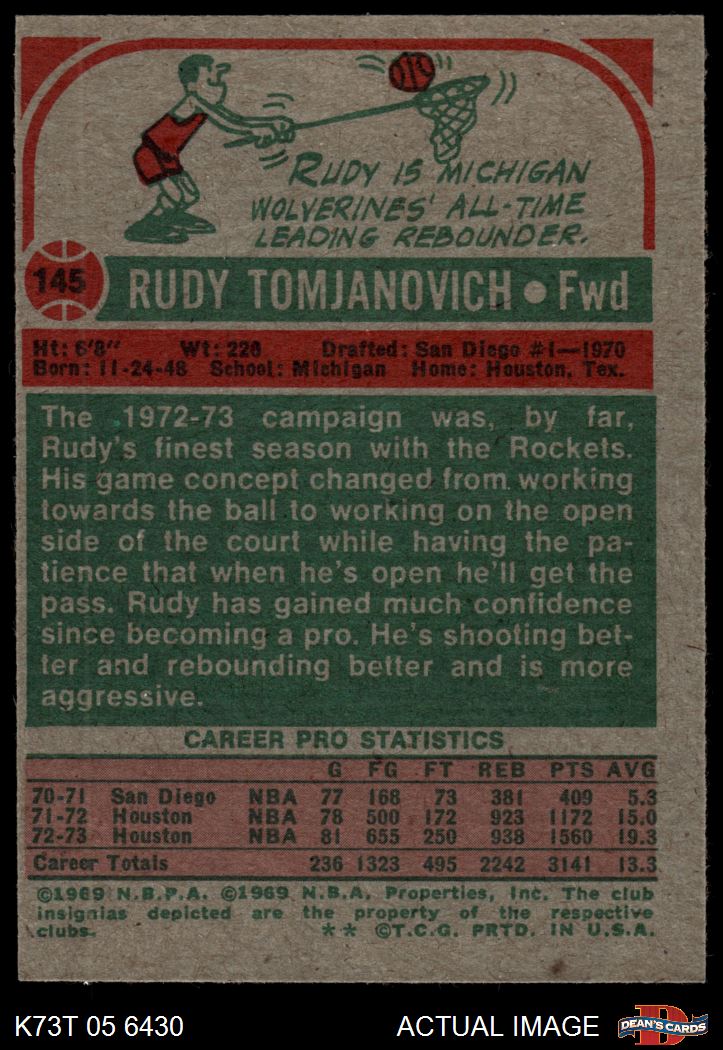 RUDY IS MICHIGAN
WOLVERINES' ALL-TIME
LEADING REBOUNDER.
145
RUDY TOMJANOVICH • Fwd
Ht: 6'8" Wt: 220 Drafted: San Diego #1—1970
Born: 11-24-48 School: Michigan Home: Houston, Tex.
The 1972-73 campaign was, by far,
Rudy's finest season with the Rockets.
His game concept changed from working
towards the ball to working on the open
side of the court while having the pa-
tience that when he's open he'll get the
pass. Rudy has gained much confidence
since becoming a pro. He's shooting bet-
ter and rebounding better and is more
aggressive.
CAREER PRO STATISTICS
G FG FT REB PTS AVG
70-71 San Diego NBA 77 168 73 381 409 5.3
71-72 Houston NBA 78 500 172 923 1172 15.0
72-73 Houston NBA 81 655 250 938 1560 19.3
Career Totals 236 1323 495 2242 3141 13.3
©1969 N.B.P.A. ©1969 N.B.A. Properties, Inc. The club
insignias depicted are the property of the respective
clubs. ** ©T.C.G. PRTD. IN U.S.A.
K73T 05 6430 ACTUAL IMAGE D DEAN'S CARDS